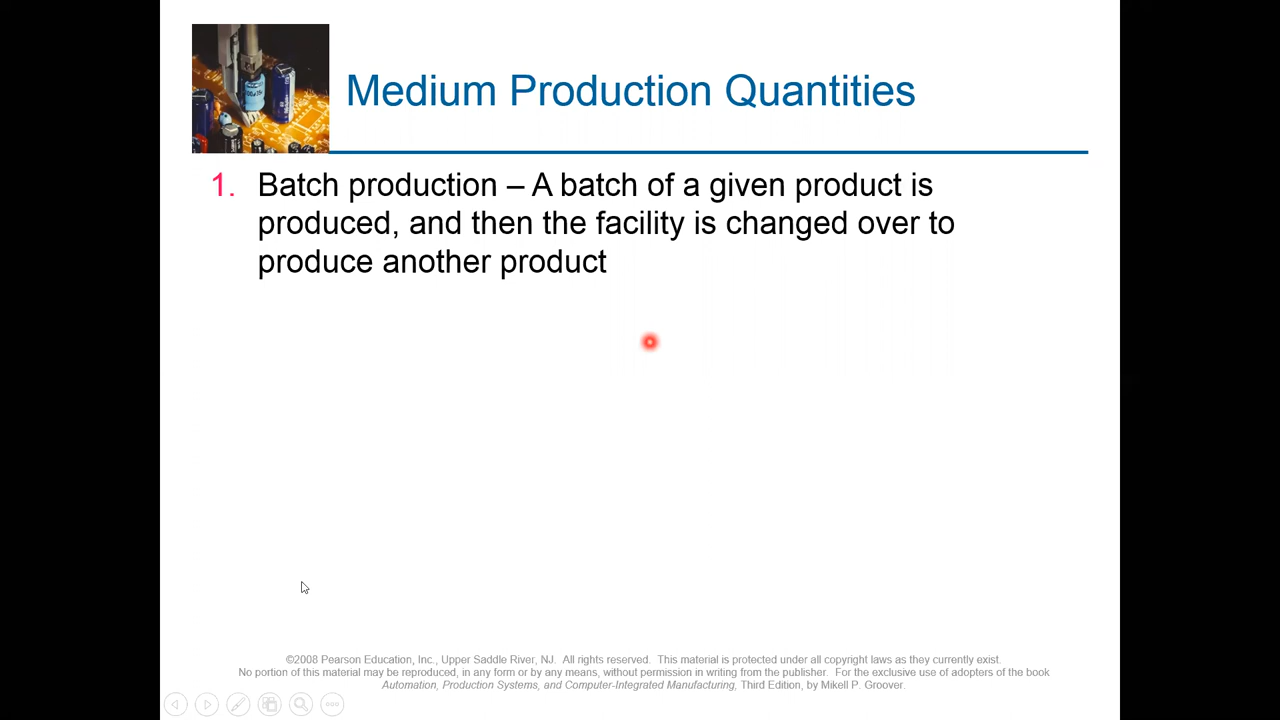 Medium Production Quantities
1. Batch production – A batch of a given product is
produced, and then the facility is changed over to
produce another product
©2008 Pearson Education, Inc., Upper Saddle River, NJ. All rights reserved. This material is protected under all copyright laws as they currently exist.
No portion of this material may be reproduced, in any form or by any means, without permission in writing from the publisher. For the exclusive use of adopters of the book
Automation, Production Systems, and Computer-Integrated Manufacturing, Third Edition, by Mikell P. Groover.